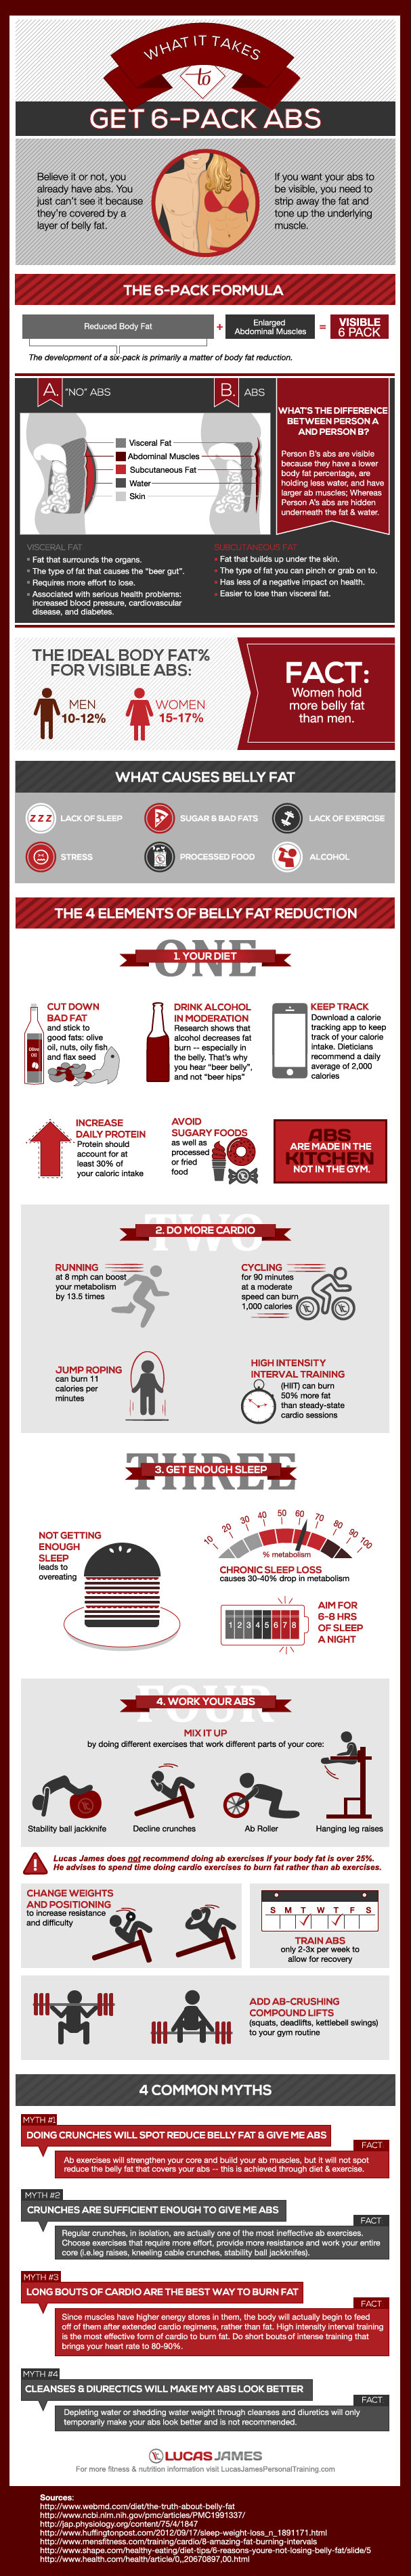 WHAT IT TAKES
to
GET 6-PACK ABS
Believe it or not, you
already have abs. You
just can't see it because
they're covered by a
layer of belly fat.
If you want your abs to
be visible, you need to
strip away the fat and
tone up the underlying
muscle.
THE 6-PACK FORMULA
Reduced Body Fat
+
Enlarged
Abdominal Muscles
=
VISIBLE
6 PACK
The development of a six-pack is primarily a matter of body fat reduction.
A. "NO" ABS
B. ABS
Visceral Fat
Abdominal Muscles
Subcutaneous Fat
Water
Skin
WHAT'S THE DIFFERENCE
BETWEEN PERSON A
AND PERSON B?
Person B's abs are visible
because they have a lower
body fat percentage, are
holding less water, and have
larger ab muscles; Whereas
Person A's abs are hidden
underneath the fat & water.
VISCERAL FAT
Fat that surrounds the organs.
The type of fat that causes the "beer gut".
Requires more effort to lose.
Associated with serious health problems:
increased blood pressure, cardiovascular
disease, and diabetes.
SUBCUTANEOUS FAT
Fat that builds up under the skin.
The type of fat you can pinch or grab on to.
Has less of a negative impact on health.
Easier to lose than visceral fat.
THE IDEAL BODY FAT%
FOR VISIBLE ABS:
MEN
10-12%
WOMEN
15-17%
FACT:
Women hold
more belly fat
than men.
WHAT CAUSES BELLY FAT
Z Z Z
LACK OF SLEEP
SUGAR & BAD FATS
LACK OF EXERCISE
STRESS
PROCESSED FOOD
ALCOHOL
THE 4 ELEMENTS OF BELLY FAT REDUCTION
ONE
1. YOUR DIET
OLIVE
OIL
CUT DOWN
BAD FAT
and stick to
good fats: olive
oil, nuts, oily fish
and flax seed
DRINK ALCOHOL
IN MODERATION
Research shows that
alcohol decreases fat
burn -- especially in
the belly. That's why
you hear "beer belly",
and not "beer hips"
KEEP TRACK
Download a calorie
tracking app to keep
track of your calorie
intake. Dieticians
recommend a daily
average of 2,000
calories
INCREASE
DAILY PROTEIN
Protein should
account for at
least 30% of
your caloric intake
AVOID
SUGARY FOODS
as well as
processed
or fried
food
ABS
ARE MADE IN THE
KITCHEN
NOT IN THE GYM.
TWO
2. DO MORE CARDIO
RUNNING
at 8 mph can boost
your metabolism
by 13.5 times
CYCLING
for 90 minutes
at a moderate
speed can burn
1,000 calories
JUMP ROPING
can burn 11
calories per
minutes
HIGH INTENSITY
INTERVAL TRAINING
(HIIT) can burn
50% more fat
than steady-state
cardio sessions
THREE
3. GET ENOUGH SLEEP
NOT GETTING
ENOUGH
SLEEP
leads to
overeating
10 20 30 40 50 60 70 80 90 100
% metabolism
CHRONIC SLEEP LOSS
causes 30-40% drop in metabolism
1 2 3 4 5 6 7 8
AIM FOR
6-8 HRS
OF SLEEP
A NIGHT
FOUR
4. WORK YOUR ABS
MIX IT UP
by doing different exercises that work different parts of your core:
Stability ball jackknife
Decline crunches
Ab Roller
Hanging leg raises
!
Lucas James does not recommend doing ab exercises if your body fat is over 25%.
He advises to spend time doing cardio exercises to burn fat rather than ab exercises.
CHANGE WEIGHTS
AND POSITIONING
to increase resistance
and difficulty
S M T W T F S
TRAIN ABS
only 2-3x per week to
allow for recovery
ADD AB-CRUSHING
COMPOUND LIFTS
(squats, deadlifts, kettlebell swings)
to your gym routine
4 COMMON MYTHS
MYTH #1
DOING CRUNCHES WILL SPOT REDUCE BELLY FAT & GIVE ME ABS
FACT
Ab exercises will strengthen your core and build your ab muscles, but it will not spot
reduce the belly fat that covers your abs -- this is achieved through diet & exercise.
MYTH #2
CRUNCHES ARE SUFFICIENT ENOUGH TO GIVE ME ABS
FACT
Regular crunches, in isolation, are actually one of the most ineffective ab exercises.
Choose exercises that require more effort, provide more resistance and work your entire
core (i.e.leg raises, kneeling cable crunches, stability ball jackknifes).
MYTH #3
LONG BOUTS OF CARDIO ARE THE BEST WAY TO BURN FAT
FACT
Since muscles have higher energy stores in them, the body will actually begin to feed
off of them after extended cardio regimens, rather than fat. High intensity interval training
is the most effective form of cardio to burn fat. Do short bouts of intense training that
brings your heart rate to 80-90%.
MYTH #4
CLEANSES & DIURECTICS WILL MAKE MY ABS LOOK BETTER
FACT
Depleting water or shedding water weight through cleanses and diuretics will only
temporarily make your abs look better and is not recommended.
LUCAS JAMES
For more fitness & nutrition information visit LucasJamesPersonalTraining.com
Sources:
http://www.webmd.com/diet/the-truth-about-belly-fat
http://www.ncbi.nlm.nih.gov/pmc/articles/PMC1991337/
http://jap.physiology.org/content/75/4/1847
http://www.huffingtonpost.com/2012/09/17/sleep-weight-loss_n_1891171.html
http://www.mensfitness.com/training/cardio/8-amazing-fat-burning-intervals
http://www.shape.com/healthy-eating/diet-tips/6-reasons-youre-not-losing-belly-fat/slide/5
http://www.health.com/health/article/0,,20670897,00.html